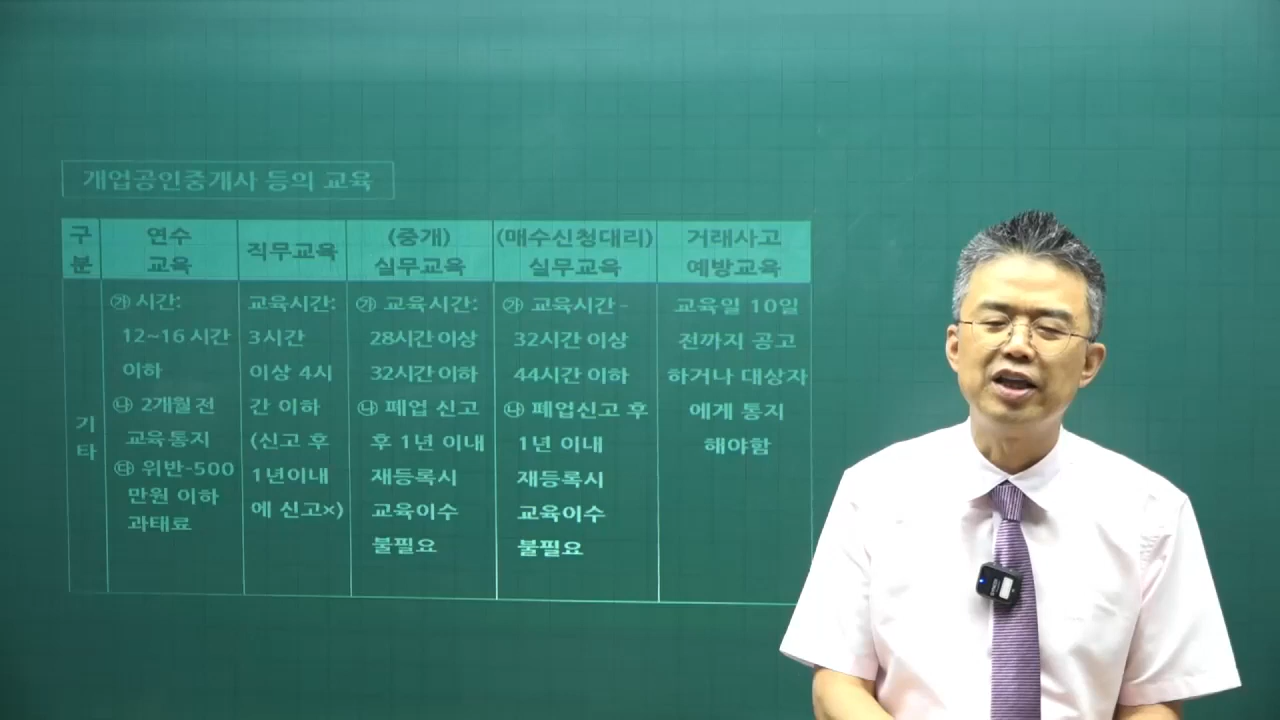 개업공인중개사 등의 교육
구분
연수
교육
직무교육
(중개)
실무교육
(매수신청대리)
실무교육
거래사고
예방교육
기타
㉮ 시간:
12~16 시간
이하
㉯ 2개월 전
교육통지
㉰ 위반-500
만원 이하
과태료
교육시간:
3시간
이상 4시
간 이하
(신고 후
1년이내
에 신고×)
㉮ 교육시간:
28시간 이상
32시간 이하
㉯ 폐업 신고
후 1년 이내
재등록시
교육이수
불필요
㉮ 교육시간-
32시간 이상
44시간 이하
㉯ 폐업신고 후
1년 이내
재등록시
교육이수
불필요
교육일 10일
전까지 공고
하거나 대상자
에게 통지
해야함